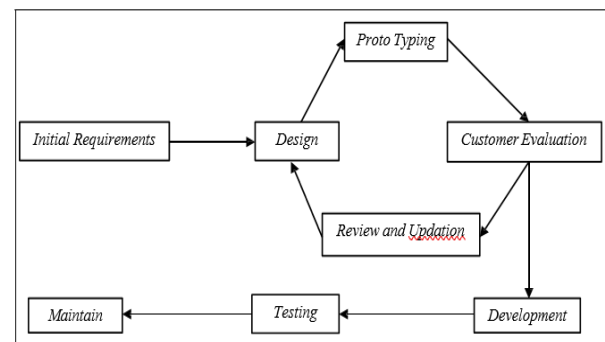 Proto Typing
Initial Requirements
Design
Customer Evaluation
Review and Updation
Maintain
Testing
Development